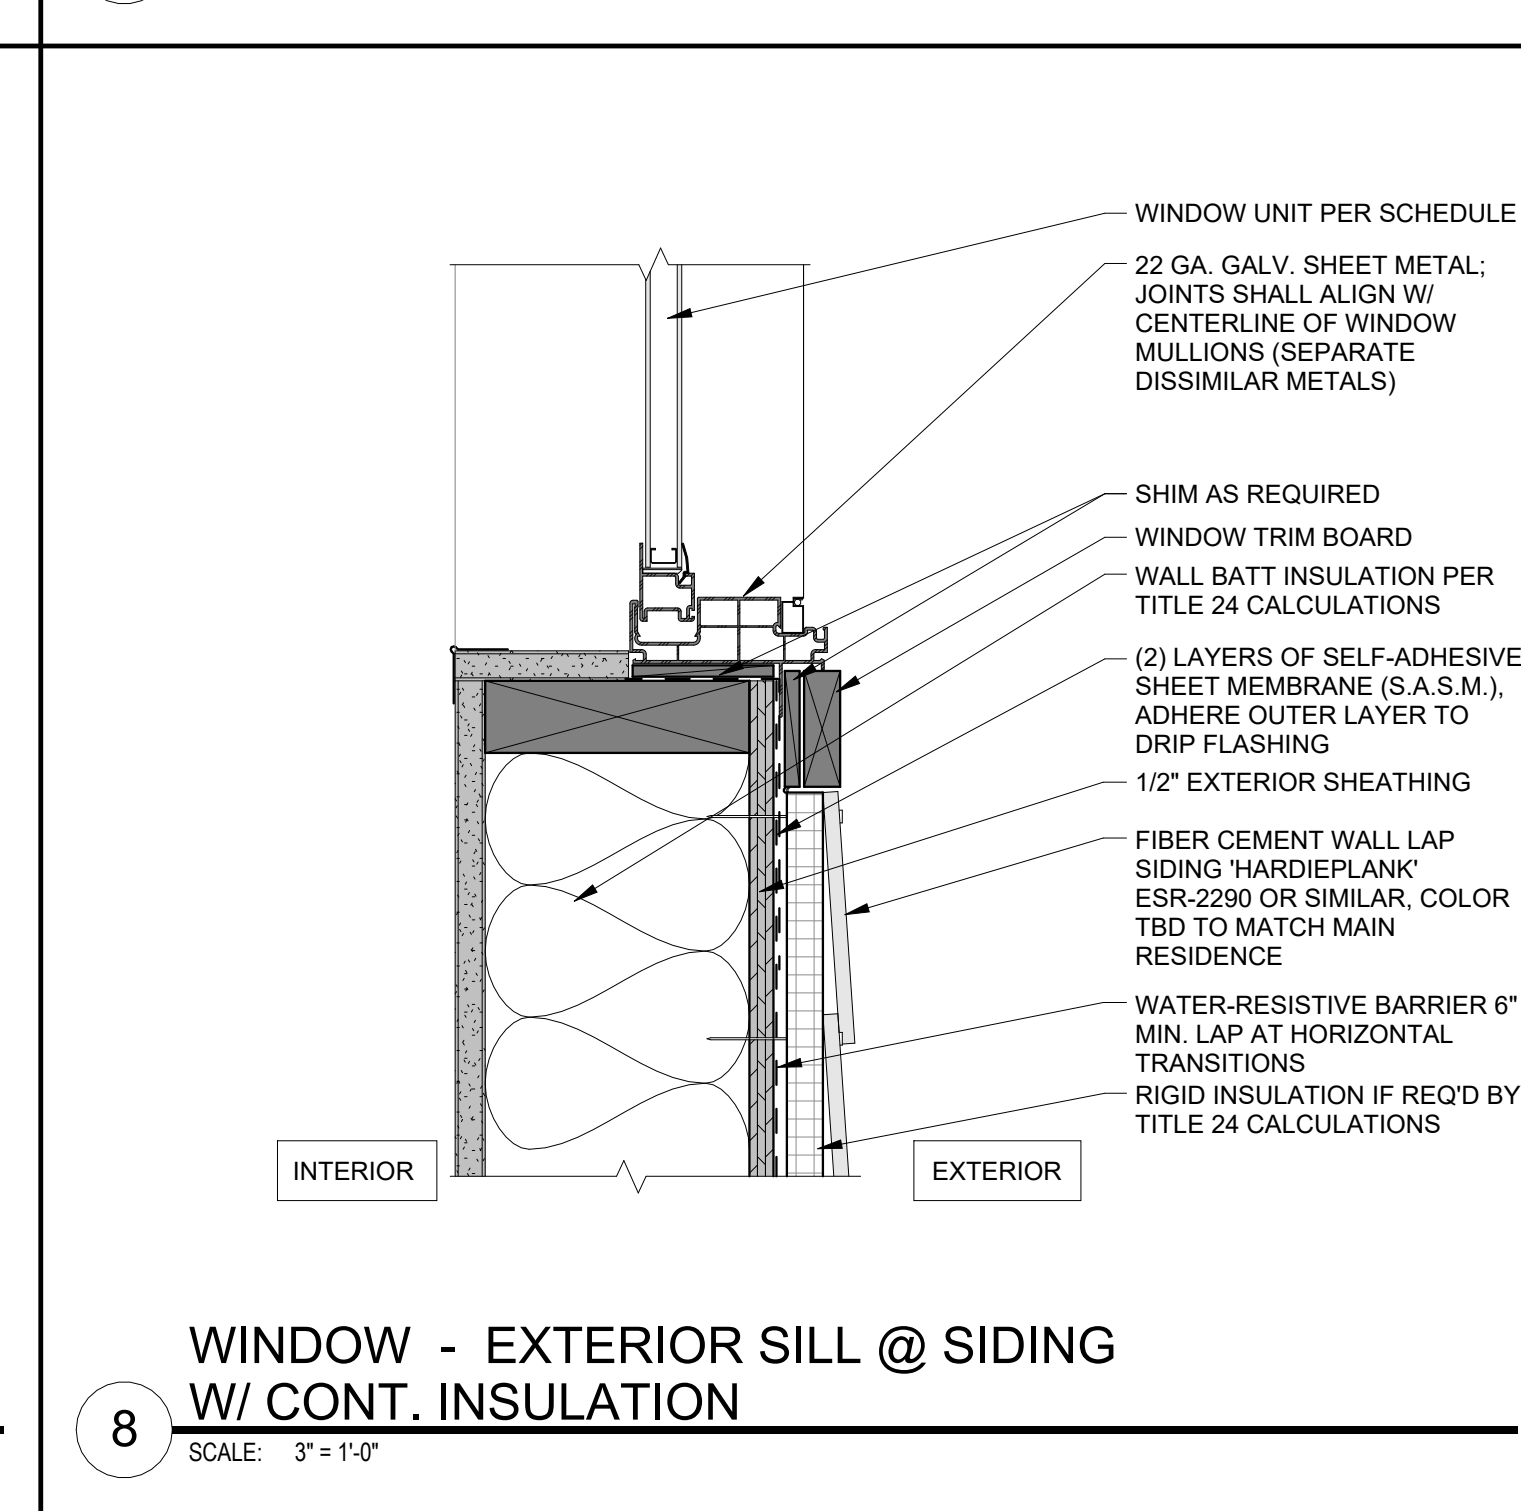 WINDOW UNIT PER SCHEDULE
22 GA. GALV. SHEET METAL;
JOINTS SHALL ALIGN W/
CENTERLINE OF WINDOW
MULLIONS (SEPARATE
DISSIMILAR METALS)
SHIM AS REQUIRED
WINDOW TRIM BOARD
WALL BATT INSULATION PER
TITLE 24 CALCULATIONS
(2) LAYERS OF SELF-ADHESIVE
SHEET MEMBRANE (S.A.S.M.),
ADHERE OUTER LAYER TO
DRIP FLASHING
1/2" EXTERIOR SHEATHING
FIBER CEMENT WALL LAP
SIDING 'HARDIEPLANK'
ESR-2290 OR SIMILAR, COLOR
TBD TO MATCH MAIN
RESIDENCE
WATER-RESISTIVE BARRIER 6"
MIN. LAP AT HORIZONTAL
TRANSITIONS
RIGID INSULATION IF REQ'D BY
TITLE 24 CALCULATIONS
INTERIOR
EXTERIOR
WINDOW - EXTERIOR SILL @ SIDING
W/ CONT. INSULATION
8
SCALE: 3" = 1'-0"